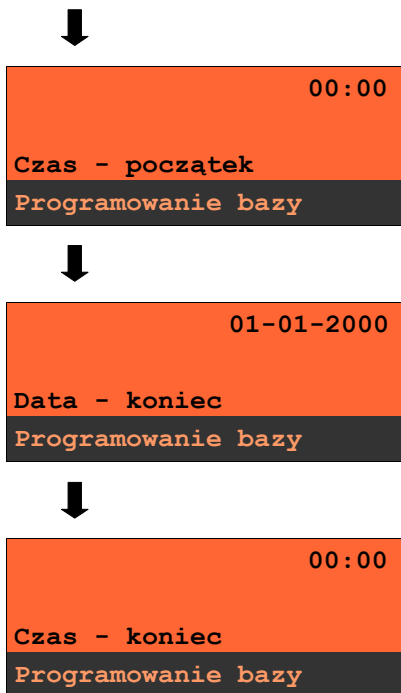 00:00
Czas - początek
Programowanie bazy
01-01-2000
Data - koniec
Programowanie bazy
00:00
Czas - koniec
Programowanie bazy